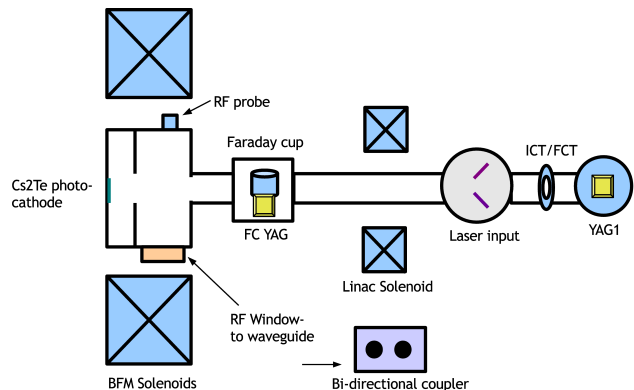 RF probe
Faraday cup
ICT/FCT
Cs2Te photo-
cathode
FC YAG
Laser input
YAG1
Linac Solenoid
RF Window-
to waveguide
BFM Solenoids
Bi-directional coupler